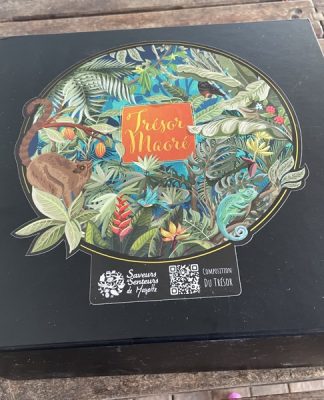 Trésor
Maoré
Saveurs
Senteurs
de Mayotte
Composition
Du Trésor